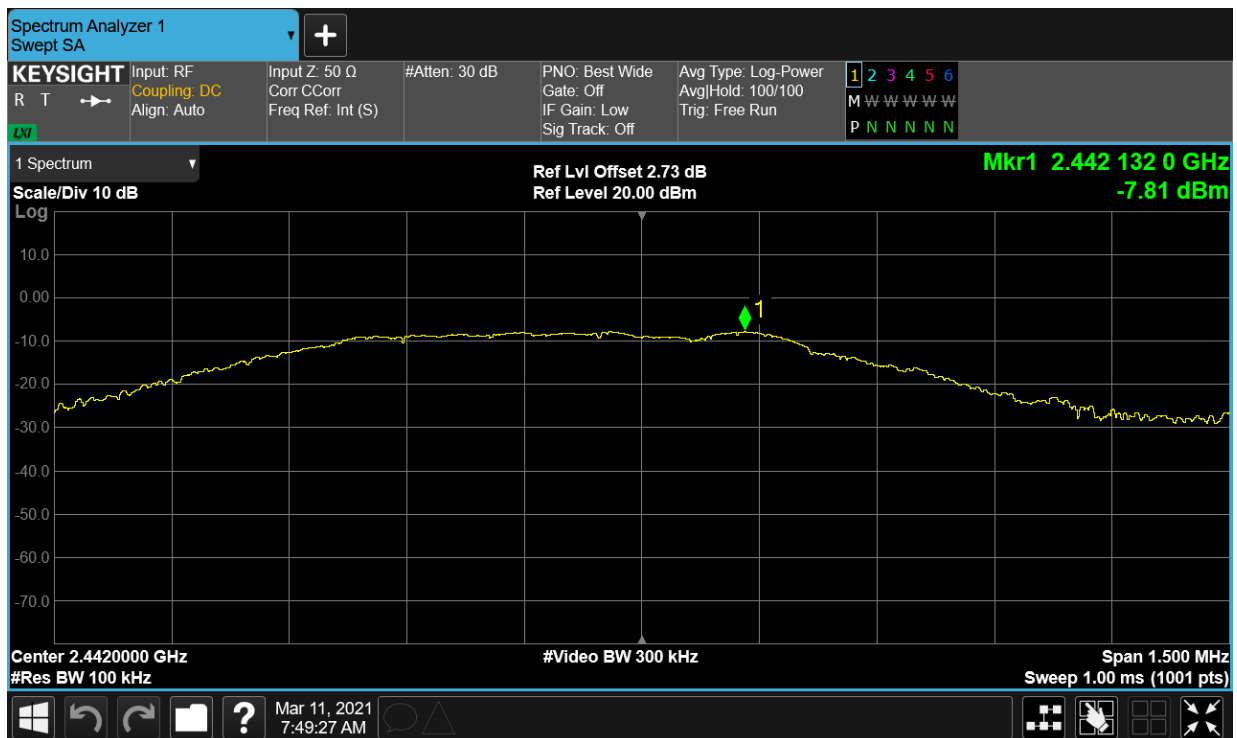 Spectrum Analyzer 1
Swept SA
KEYSIGHT
R T
LXI
Input: RF
Coupling: DC
Align: Auto
Input Z: 50 Ω
Corr CCorr
Freq Ref: Int (S)
#Atten: 30 dB
PNO: Best Wide
Gate: Off
IF Gain: Low
Sig Track: Off
Avg Type: Log-Power
Avg|Hold: 100/100
Trig: Free Run
1 2 3 4 5 6
M W W W W W
P N N N N N
1 Spectrum
Scale/Div 10 dB
Log
Ref Lvl Offset 2.73 dB
Ref Level 20.00 dBm
Mkr1 2.442 132 0 GHz
-7.81 dBm
1
10.0
0.00
-10.0
-20.0
-30.0
-40.0
-50.0
-60.0
-70.0
Center 2.4420000 GHz
#Res BW 100 kHz
#Video BW 300 kHz
Span 1.500 MHz
Sweep 1.00 ms (1001 pts)
?
Mar 11, 2021
7:49:27 AM